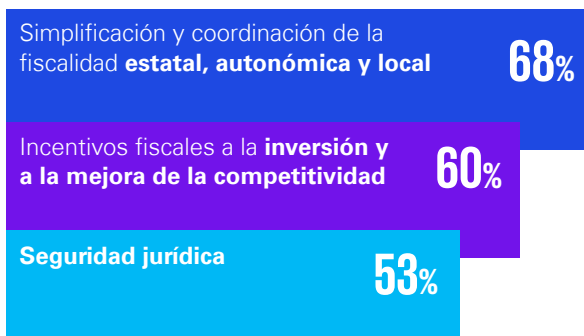 Simplificación y coordinación de la
fiscalidad estatal, autonómica y local
68%
Incentivos fiscales a la inversión y
a la mejora de la competitividad
60%
Seguridad jurídica
53%